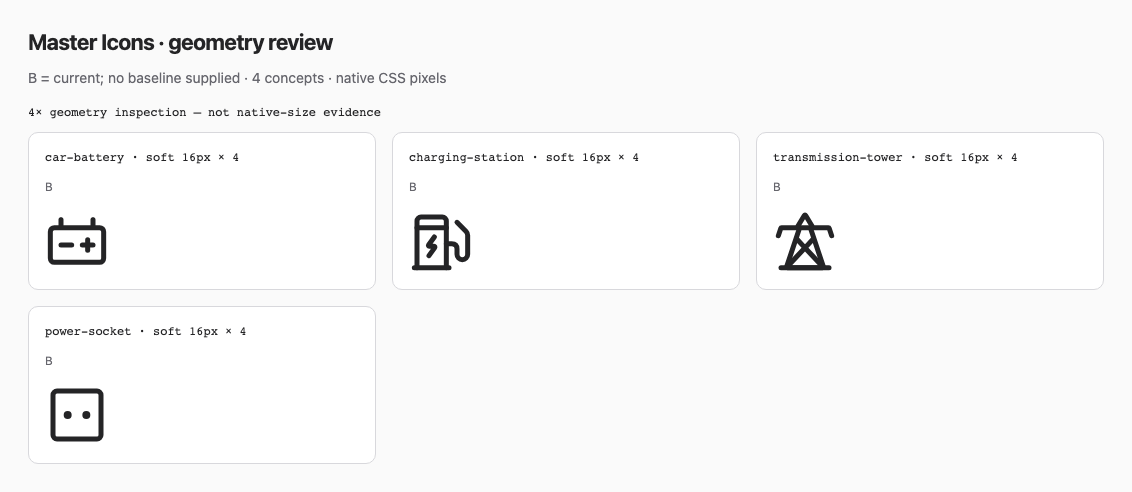 Master Icons · geometry review
B = current; no baseline supplied · 4 concepts · native CSS pixels
4× geometry inspection — not native-size evidence
car-battery · soft 16px × 4
B
charging-station · soft 16px × 4
B
transmission-tower · soft 16px × 4
B
power-socket · soft 16px × 4
B